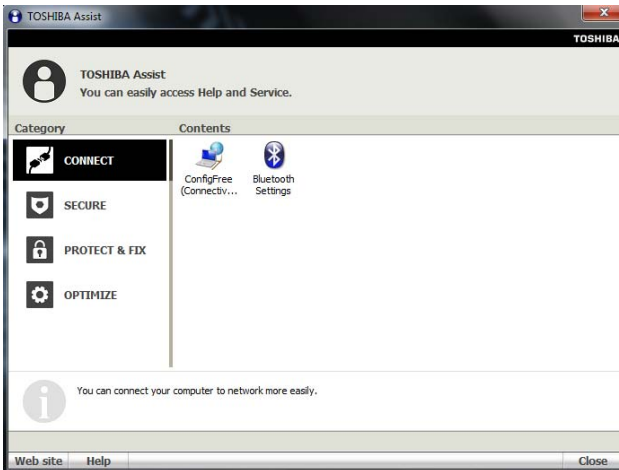 TOSHIBA Assist
TOSHIBA
TOSHIBA Assist
You can easily access Help and Service.
Category
Contents
CONNECT
SECURE
PROTECT & FIX
OPTIMIZE
ConfigFree
(Connectiv...
Bluetooth
Settings
You can connect your computer to network more easily.
Web site Help Close